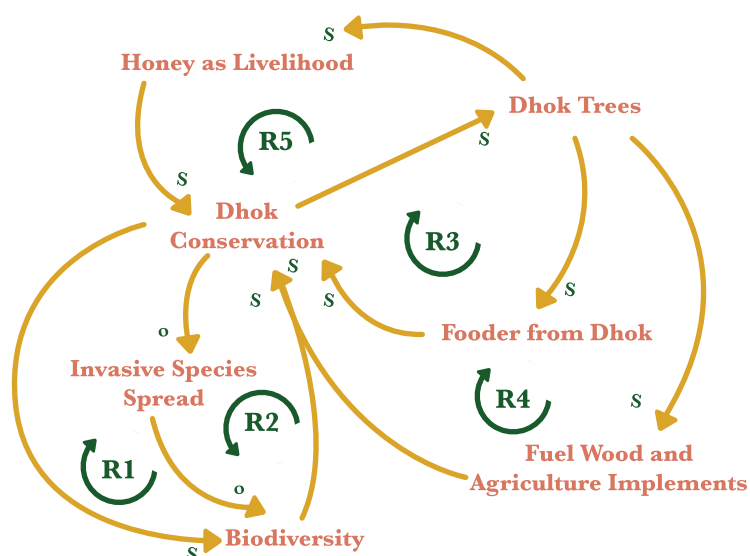 S
Honey as Livelihood
Dhok Trees
R5
S
S
Dhok
Conservation
R3
S
S
S
S
o
Fooder from Dhok
Invasive Species
Spread
R4
S
R2
Fuel Wood and
Agriculture Implements
R1
o
Biodiversity
S